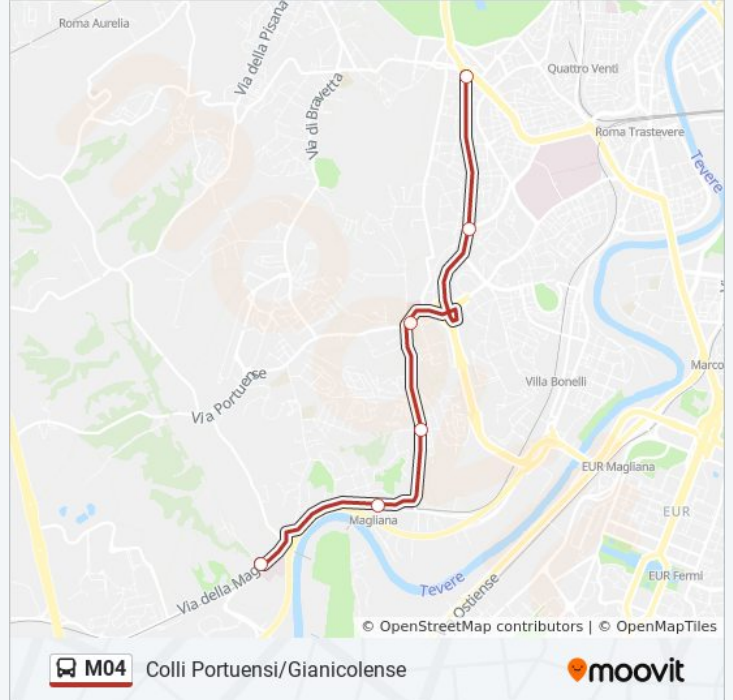 Roma Aurelia
Via della Pisana
Via di Bravetta
Quattro Venti
Roma Trastevere
Tevere
Via Portuense
Villa Bonelli
Marco
EUR Magliana
EUR
Magliana
EUR Fermi
Tevere
Ostiense
Via della Mag
© OpenStreetMap contributors | © OpenMapTiles
M04 Colli Portuensi/Gianicolense
moovit